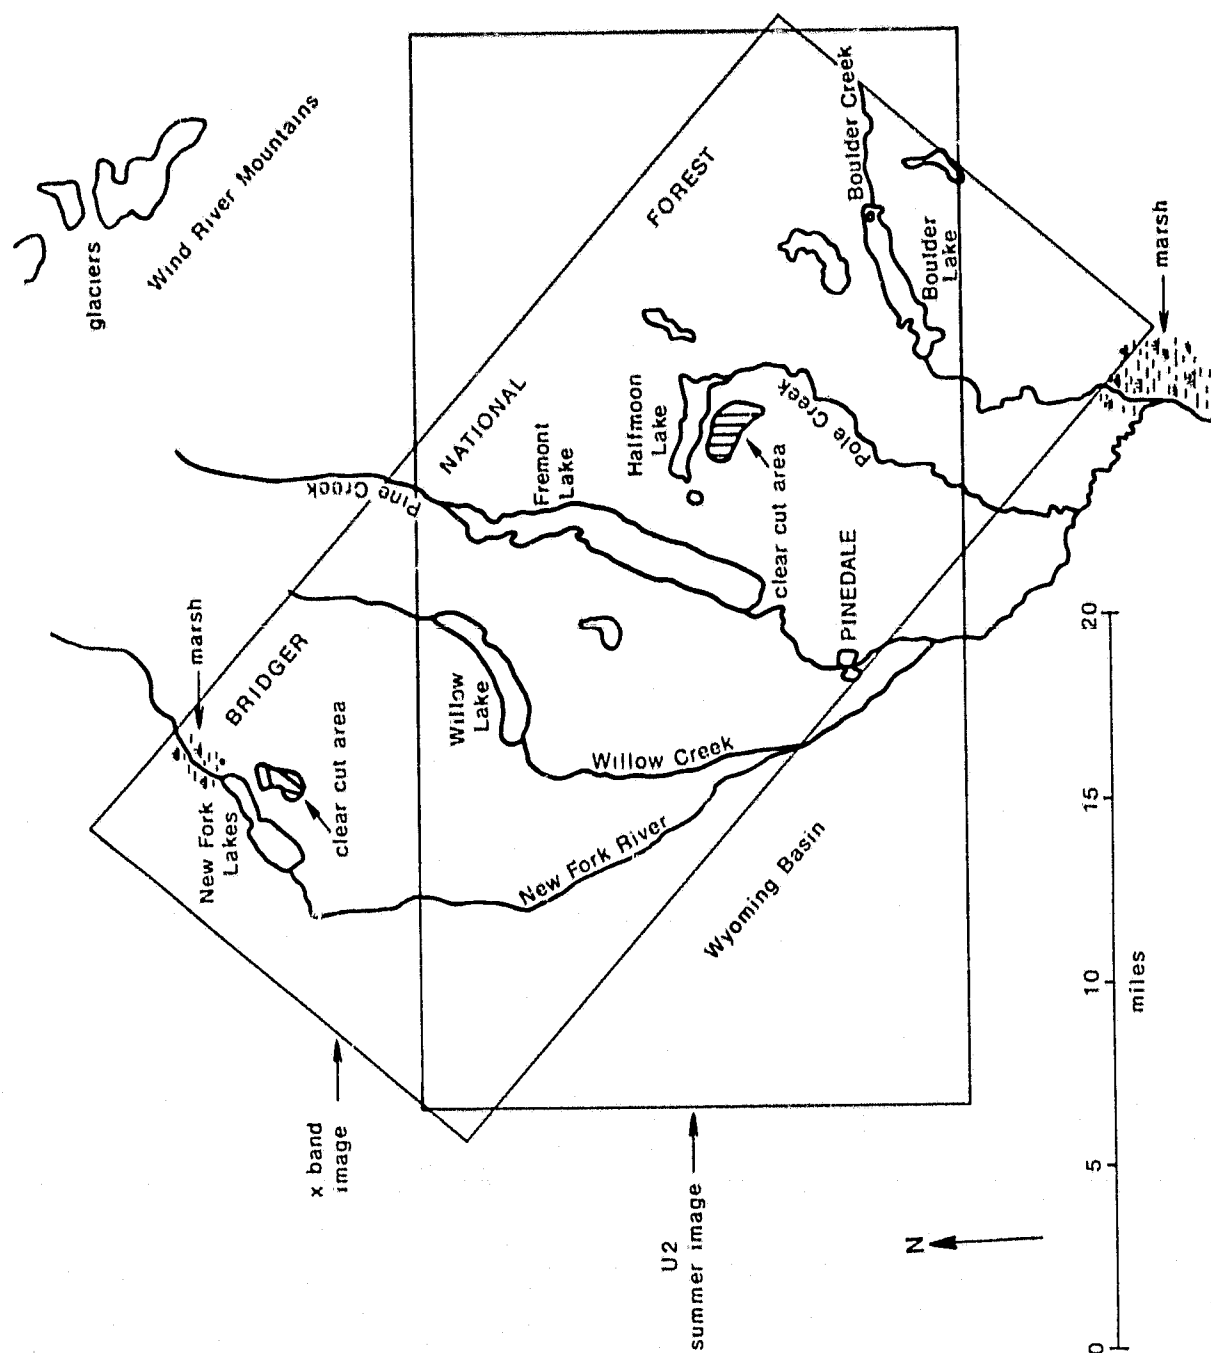 glaciers
Wind River Mountains
Boulder Creek
FOREST
Boulder
Lake
marsh
NATIONAL
Halfmoon
Lake
Pole Creek
clear cut area
Fremont
Lake
Pine Creek
PINEDALE
marsh
BRIDGER
New Fork
Lakes
clear cut area
Willow
Lake
Willow Creek
New Fork River
Wyoming Basin
x band
image
U2
summer image
N
0
5
10
15
20
miles